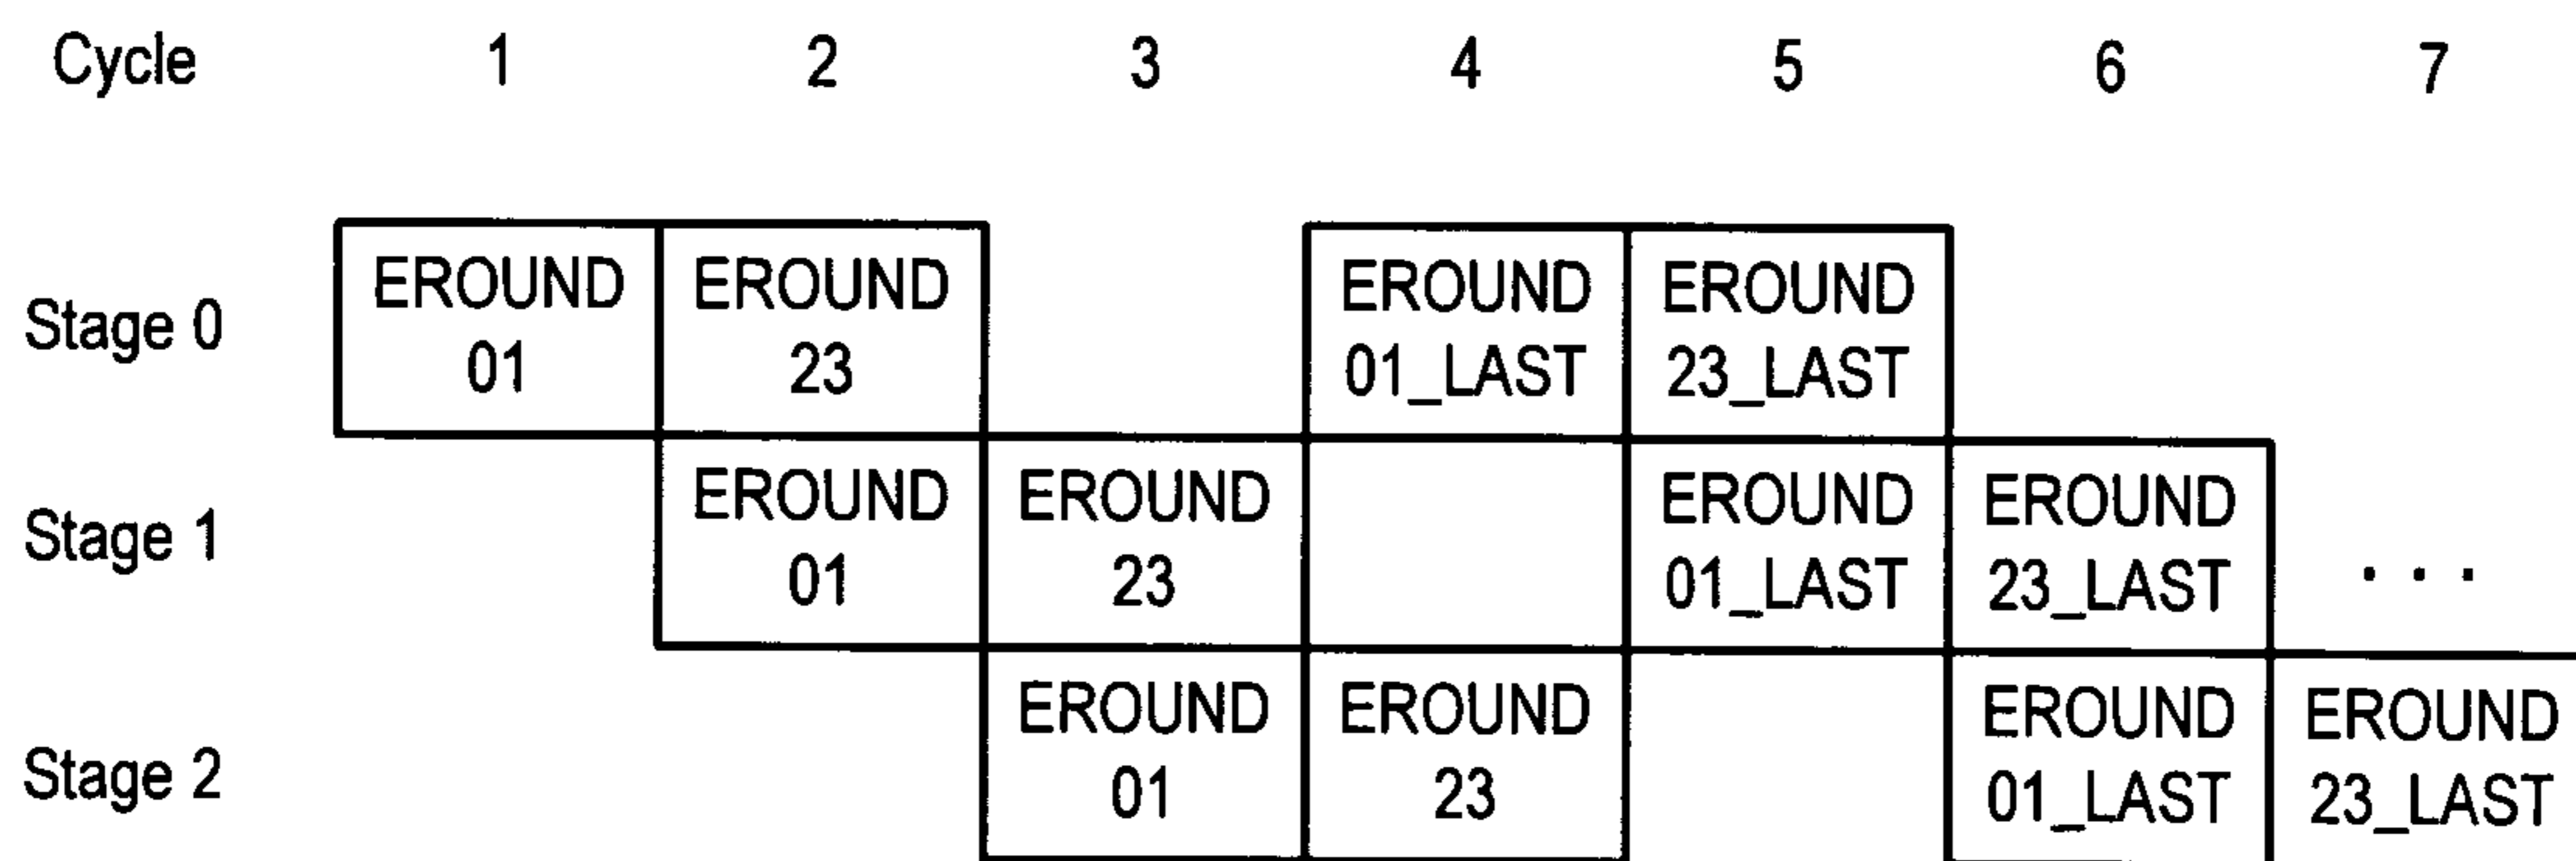 Cycle 1 2 3 4 5 6 7
EROUND EROUND EROUND EROUND
Stage 0
01 23 01_LAST 23_LAST
EROUND EROUND EROUND EROUND
Stage 1
01 23 01_LAST 23_LAST . . .
EROUND EROUND EROUND EROUND
Stage 2
01 23 01_LAST 23_LAST